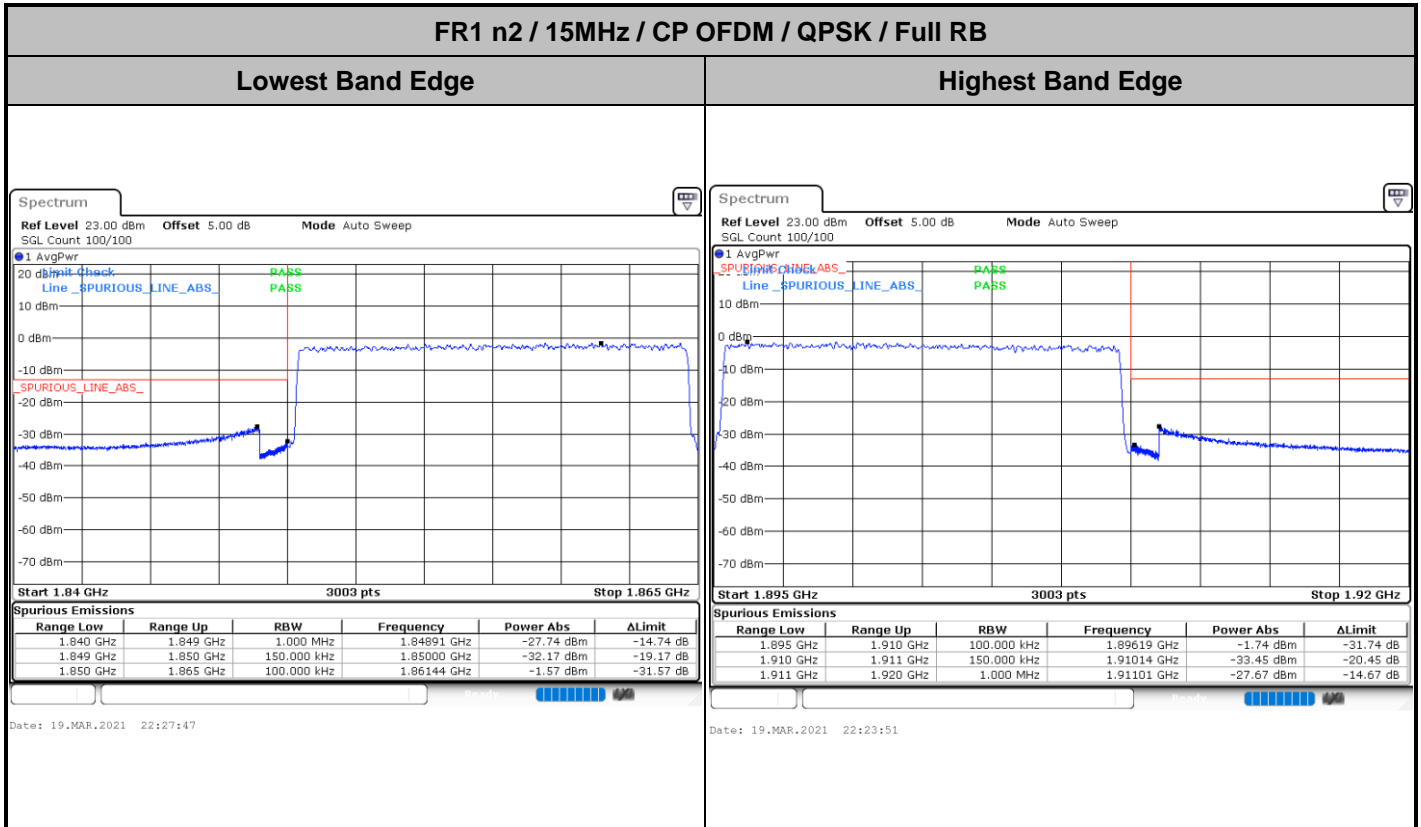 FR1 n2 / 15MHz / CP OFDM / QPSK / Full RB
Lowest Band Edge
Highest Band Edge
Spectrum
Ref Level 23.00 dBm Offset 5.00 dB Mode Auto Sweep
SGL Count 100/100
1 AvgPwr
20 dBm
Limit Check PASS
Line _SPURIOUS_LINE_ABS_ PASS
10 dBm
0 dBm
-10 dBm
_SPURIOUS_LINE_ABS_
-20 dBm
-30 dBm
-40 dBm
-50 dBm
-60 dBm
-70 dBm
Start 1.84 GHz 3003 pts Stop 1.865 GHz
Spurious Emissions
Range Low Range Up RBW Frequency Power Abs ΔLimit
1.840 GHz 1.849 GHz 1.000 MHz 1.84891 GHz -27.74 dBm -14.74 dB
1.849 GHz 1.850 GHz 150.000 kHz 1.85000 GHz -32.17 dBm -19.17 dB
1.850 GHz 1.865 GHz 100.000 kHz 1.86144 GHz -1.57 dBm -31.57 dB
Ready
Date: 19.MAR.2021 22:27:47
Spectrum
Ref Level 23.00 dBm Offset 5.00 dB Mode Auto Sweep
SGL Count 100/100
1 AvgPwr
_SPURIOUS_LINE_ABS_
Limit Check PASS
Line _SPURIOUS_LINE_ABS_ PASS
10 dBm
0 dBm
-10 dBm
-20 dBm
-30 dBm
-40 dBm
-50 dBm
-60 dBm
-70 dBm
Start 1.895 GHz 3003 pts Stop 1.92 GHz
Spurious Emissions
Range Low Range Up RBW Frequency Power Abs ΔLimit
1.895 GHz 1.910 GHz 100.000 kHz 1.89619 GHz -1.74 dBm -31.74 dB
1.910 GHz 1.911 GHz 150.000 kHz 1.91014 GHz -33.45 dBm -20.45 dB
1.911 GHz 1.920 GHz 1.000 MHz 1.91101 GHz -27.67 dBm -14.67 dB
Ready
Date: 19.MAR.2021 22:23:51